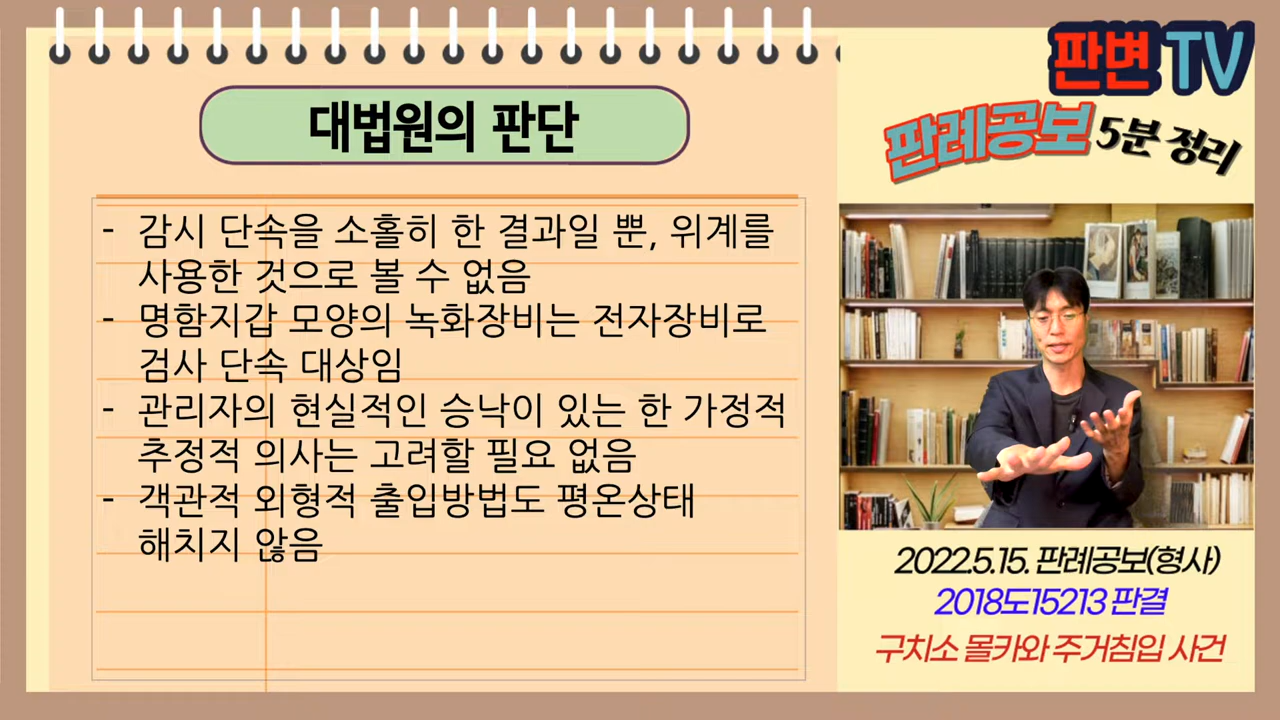 대법원의 판단
- 감시 단속을 소홀히 한 결과일 뿐, 위계를
사용한 것으로 볼 수 없음
- 명함지갑 모양의 녹화장비는 전자장비로
검사 단속 대상임
- 관리자의 현실적인 승낙이 있는 한 가정적
추정적 의사는 고려할 필요 없음
- 객관적 외형적 출입방법도 평온상태
해치지 않음
판변 TV
판례공보 5분 정리
2022.5.15. 판례공보(형사)
2018도15213 판결
구치소 몰카와 주거침입 사건